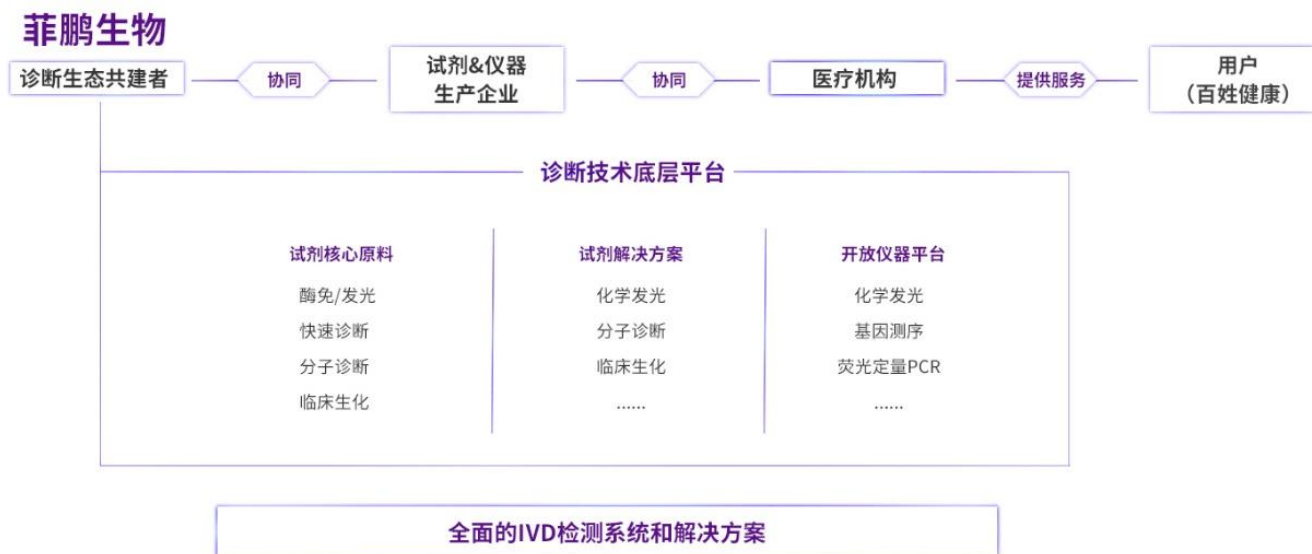 菲鹏生物
诊断生态共建者
协同
试剂&仪器
生产企业
协同
医疗机构
提供服务
用户
（百姓健康）
诊断技术底层平台
试剂核心原料
酶免/发光
快速诊断
分子诊断
临床生化
试剂解决方案
化学发光
分子诊断
临床生化
......
开放仪器平台
化学发光
基因测序
荧光定量PCR
......
全面的IVD检测系统和解决方案